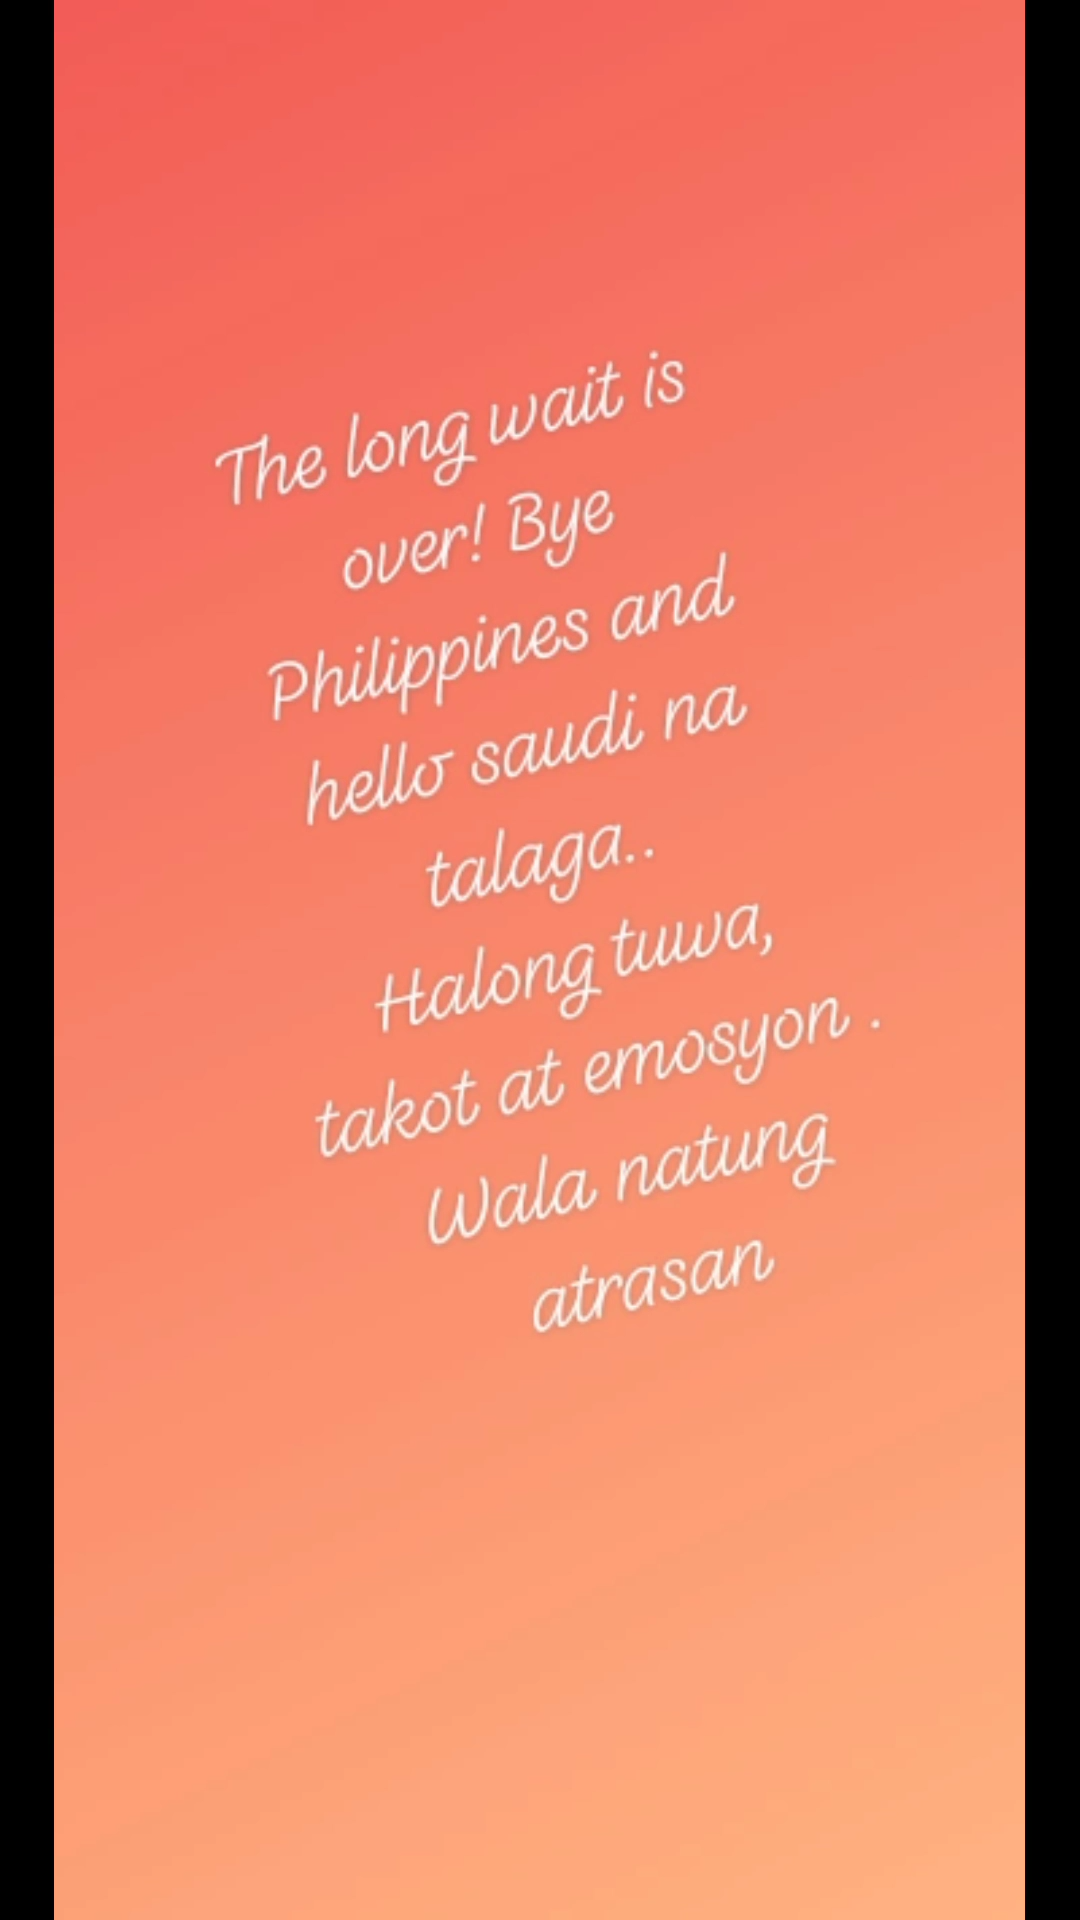 The long wait is
over! Bye
Philippines and
hello saudi na
talaga..
Halong tuwa,
takot at emosyon .
Wala natung
atrasan